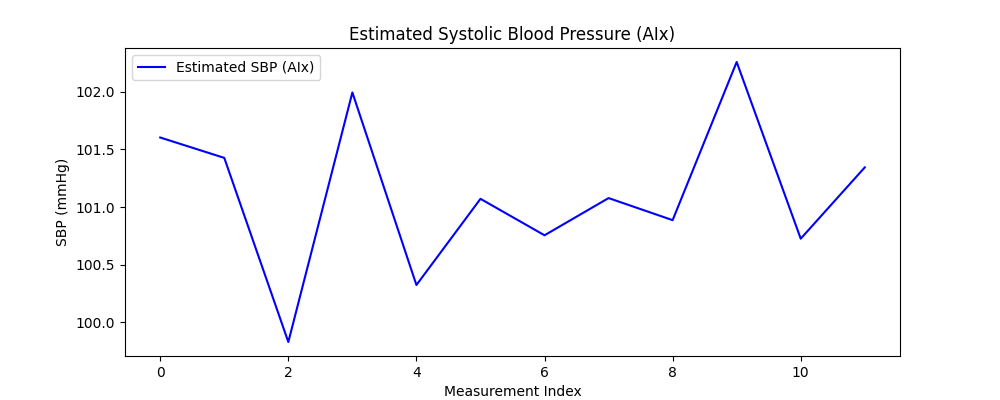 Estimated Systolic Blood Pressure (AIx)
Estimated SBP (AIx)
102.0
101.5
101.0
100.5
100.0
SBP (mmHg)
0 2 4 6 8 10
Measurement Index